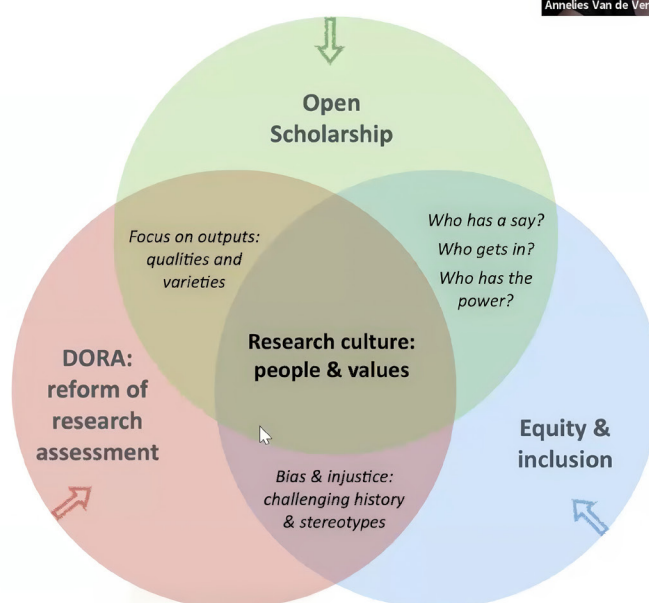 Annelies Van de Ver
Open
Scholarship
Focus on outputs:
qualities and
varieties
Who has a say?
Who gets in?
Who has the
power?
Research culture:
people & values
DORA:
reform of
research
assessment
Equity &
inclusion
Bias & injustice:
challenging history
& stereotypes